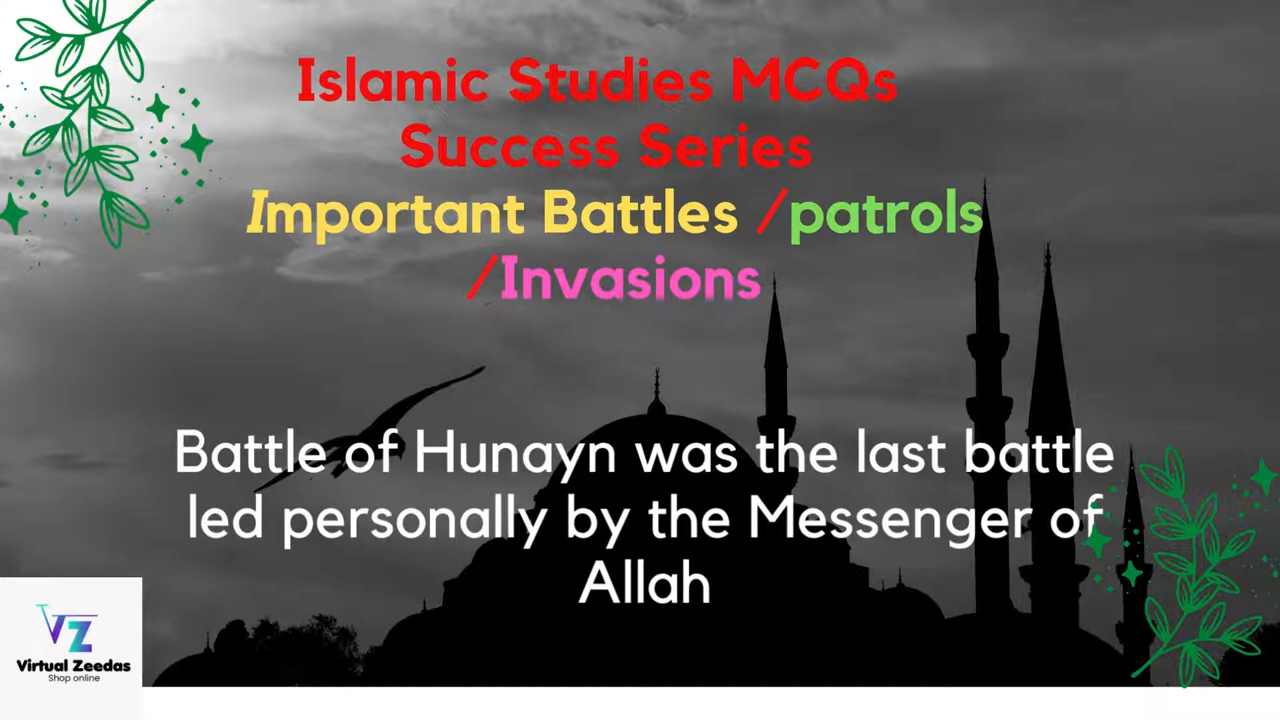 Islamic Studies MCQs
Success Series
Important Battles /patrols
/Invasions
Battle of Hunayn was the last battle
led personally by the Messenger of
Allah
VZ
Virtual Zeedas
Shop online